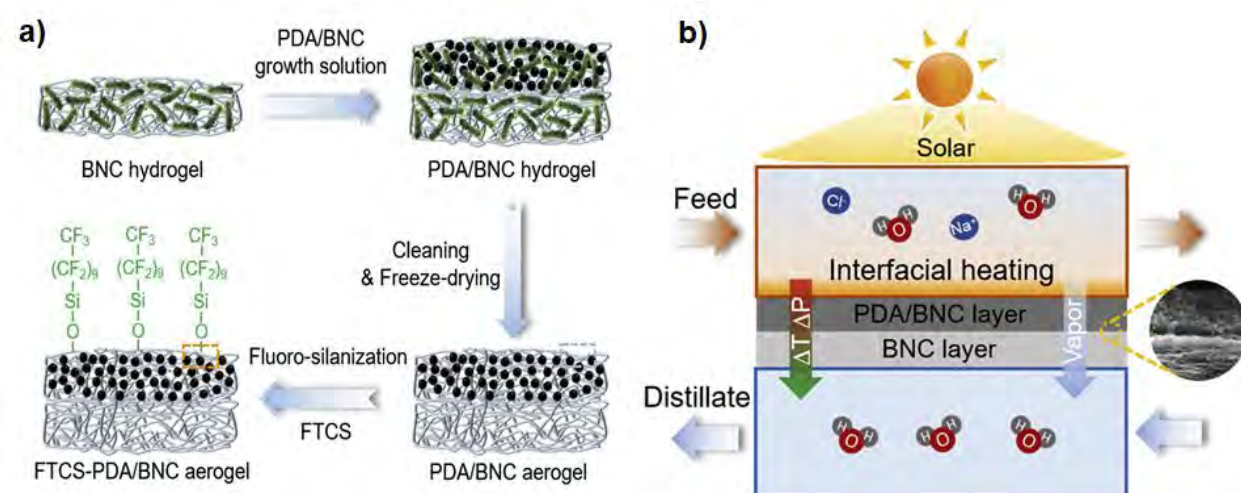 a)
PDA/BNC
growth solution
BNC hydrogel
PDA/BNC hydrogel
Cleaning
& Freeze-drying
CF₃ CF₃ CF₃
(CF₂)₉ (CF₂)₉ (CF₂)₉
Si Si Si
O O O
Fluoro-silanization
FTCS
FTCS-PDA/BNC aerogel
PDA/BNC aerogel
b)
Solar
Feed
Cl⁻
H H
O
Na⁺
H H
O
Interfacial heating
ΔT ΔP
PDA/BNC layer
BNC layer
Vapor
Distillate
H H
O
H H
O
H H
O